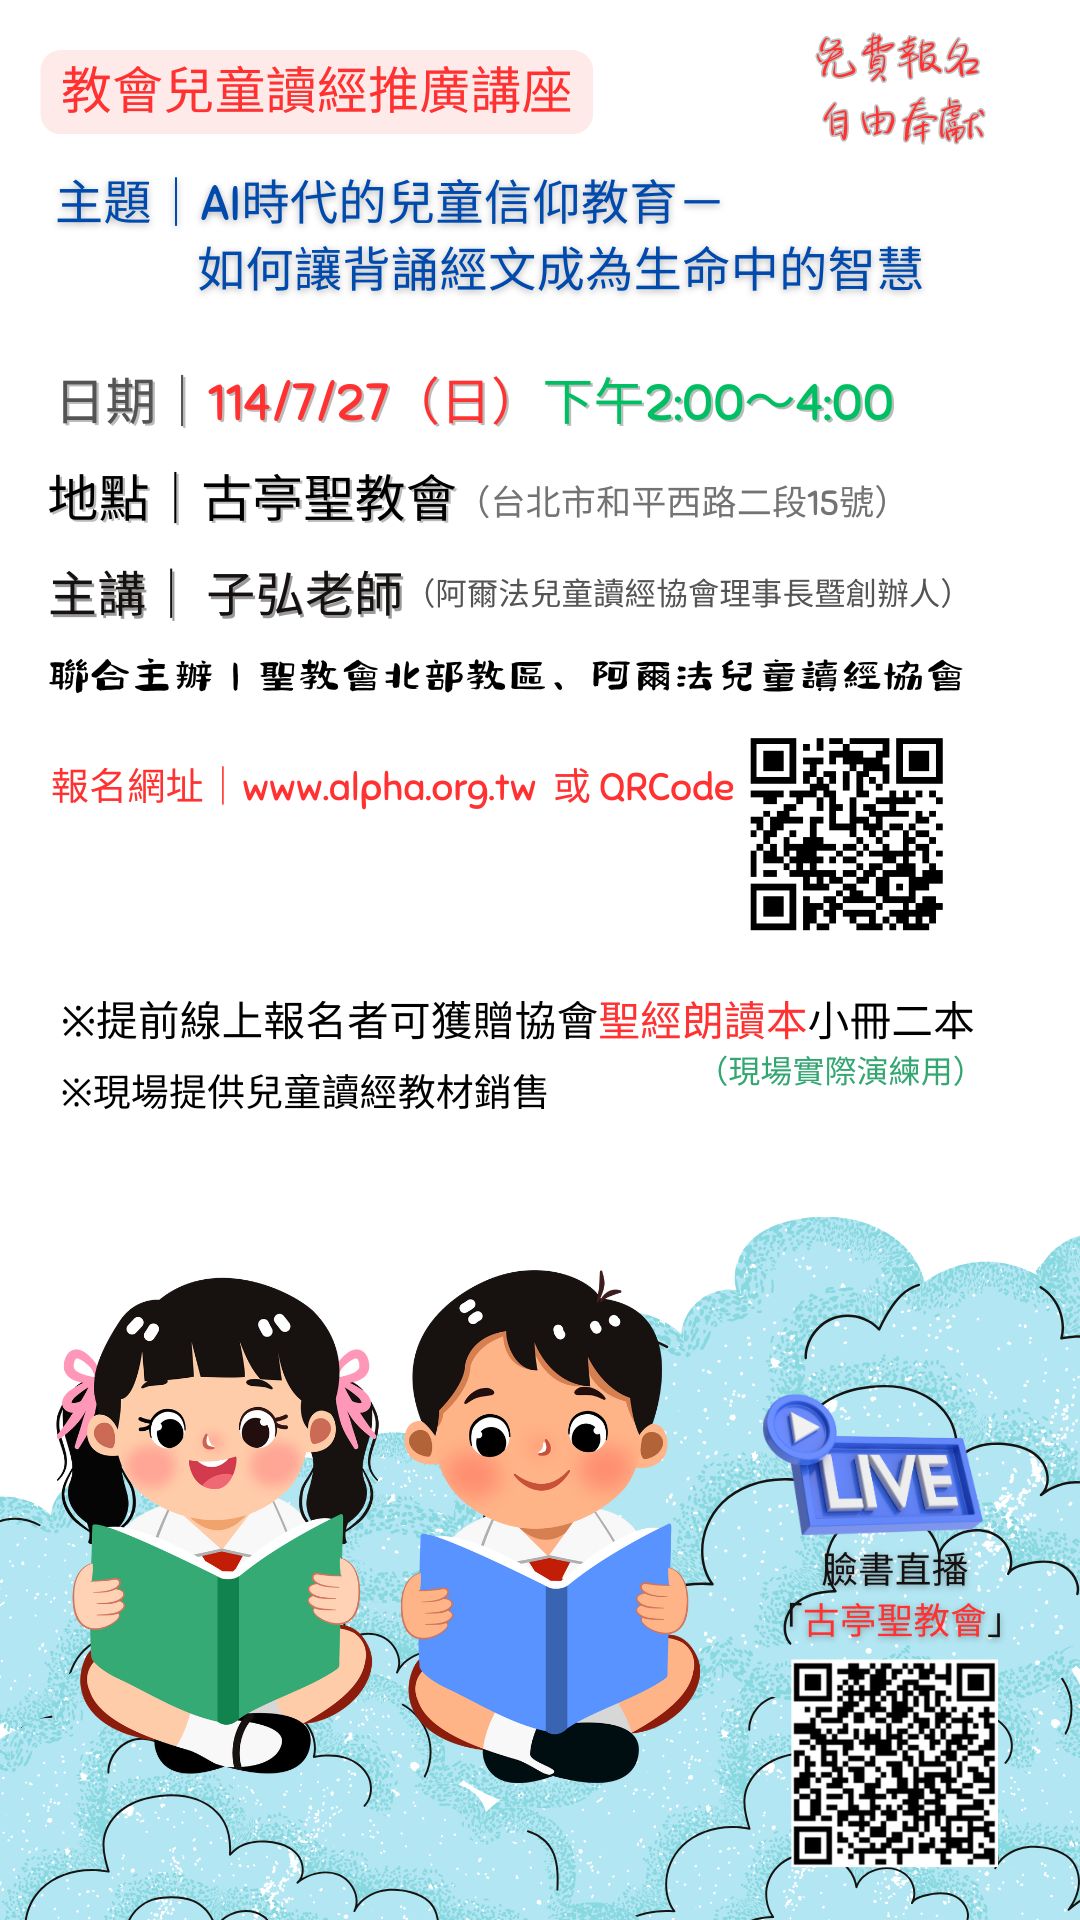 教會兒童讀經推廣講座
免費報名
自由奉獻
主題｜AI時代的兒童信仰教育－
如何讓背誦經文成為生命中的智慧
日期｜114/7/27（日）下午2:00～4:00
地點｜古亭聖教會（台北市和平西路二段15號）
主講｜ 子弘老師（阿爾法兒童讀經協會理事長暨創辦人）
聯合主辦｜聖教會北部教區、阿爾法兒童讀經協會
報名網址｜www.alpha.org.tw 或 QRCode
※提前線上報名者可獲贈協會聖經朗讀本小冊二本
（現場實際演練用）
※現場提供兒童讀經教材銷售
LIVE
臉書直播
「古亭聖教會」